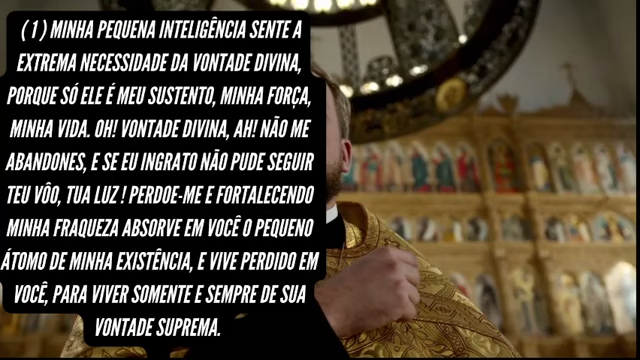 ( 1 ) MINHA PEQUENA INTELIGÊNCIA SENTE A
EXTREMA NECESSIDADE DA VONTADE DIVINA,
PORQUE SÓ ELE É MEU SUSTENTO, MINHA FORÇA,
MINHA VIDA. OH! VONTADE DIVINA, AH! NÃO ME
ABANDONES, E SE EU INGRATO NÃO PUDE SEGUIR
TEU VÔO, TUA LUZ ! PERDOE-ME E FORTALECENDO
MINHA FRAQUEZA ABSORVE EM VOCÊ O PEQUENO
ÁTOMO DE MINHA EXISTÊNCIA, E VIVE PERDIDO EM
VOCÊ, PARA VIVER SOMENTE E SEMPRE DE SUA
VONTADE SUPREMA.